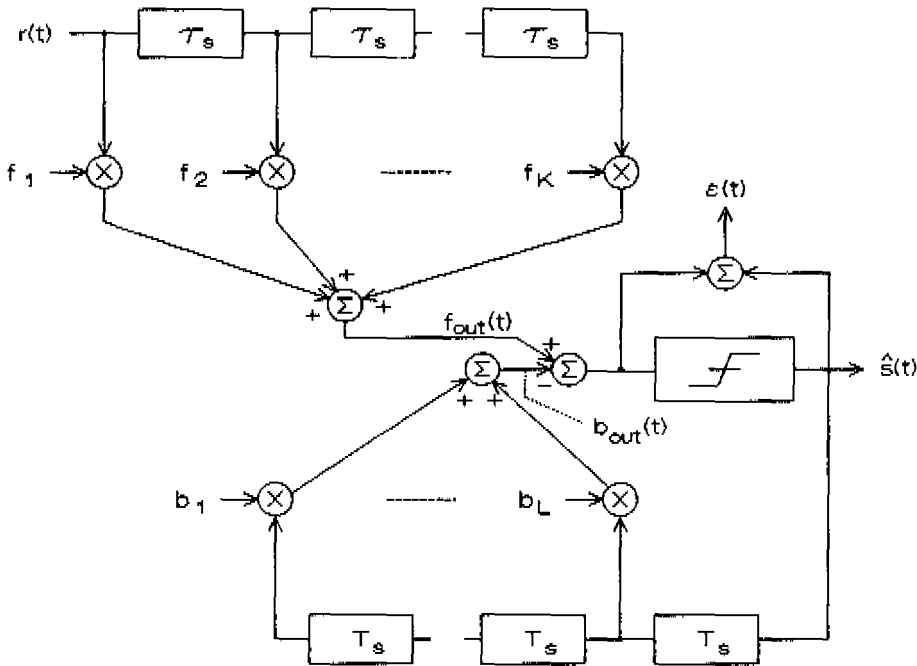 r(t) τs τs τs
f1 × f2 × -------- fK ×
ε(t)
+ + + Σ Σ
fout(t)
+ − Σ Σ ŝ(t)
+ +
bout(t)
b1 × -------- bL ×
Ts Ts Ts